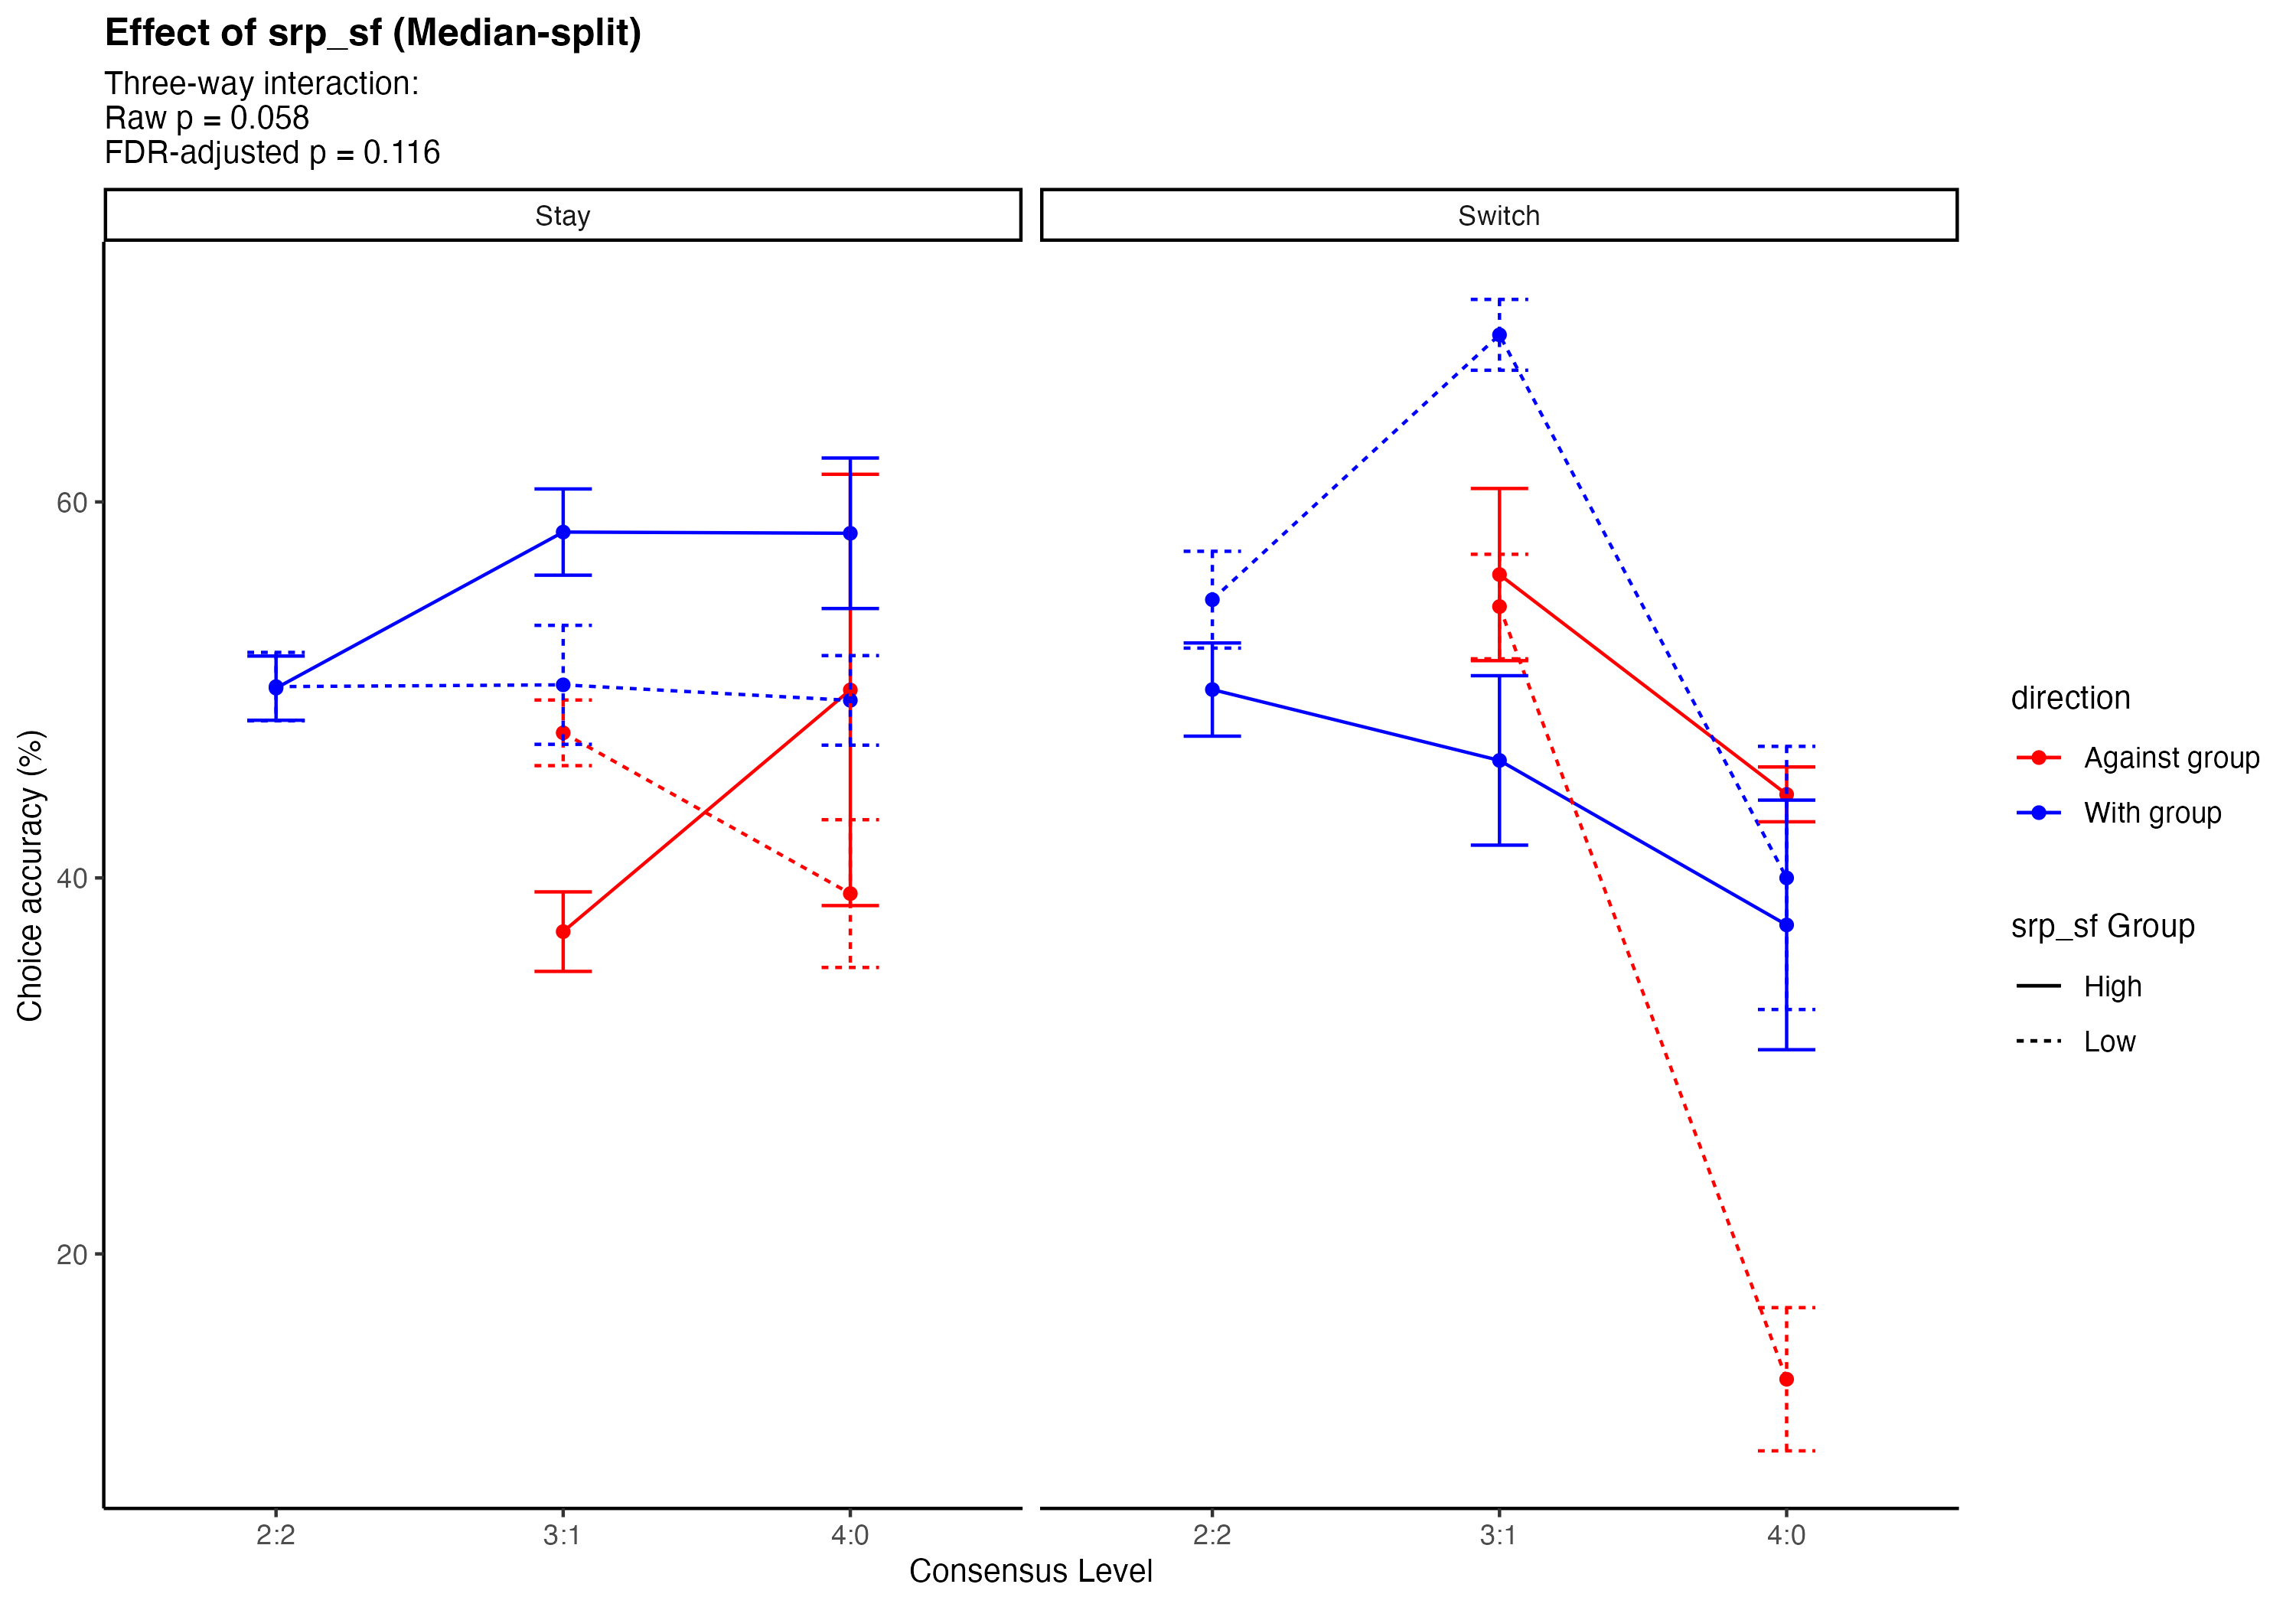 Effect of srp_sf (Median-split)
Three-way interaction:
Raw p = 0.058
FDR-adjusted p = 0.116
Stay
Switch
60
40
20
Choice accuracy (%)
2:2
3:1
4:0
2:2
3:1
4:0
Consensus Level
direction
Against group
With group
srp_sf Group
High
Low